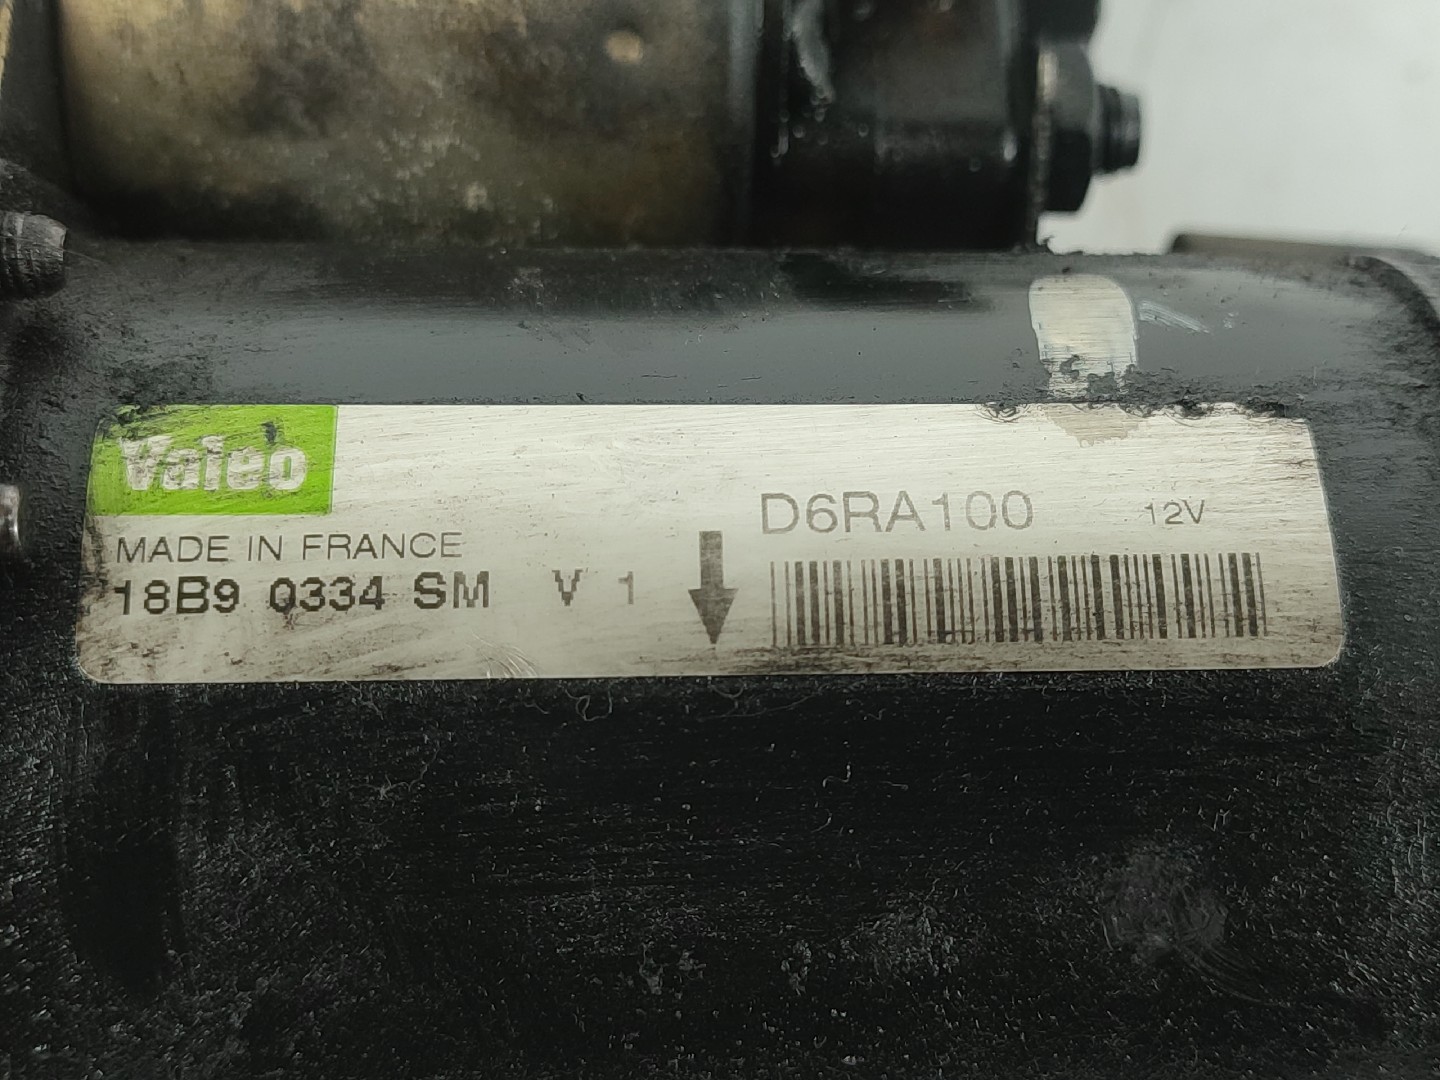 Valeo
D6RA100 12V
MADE IN FRANCE
18B9 0334 SM V 1